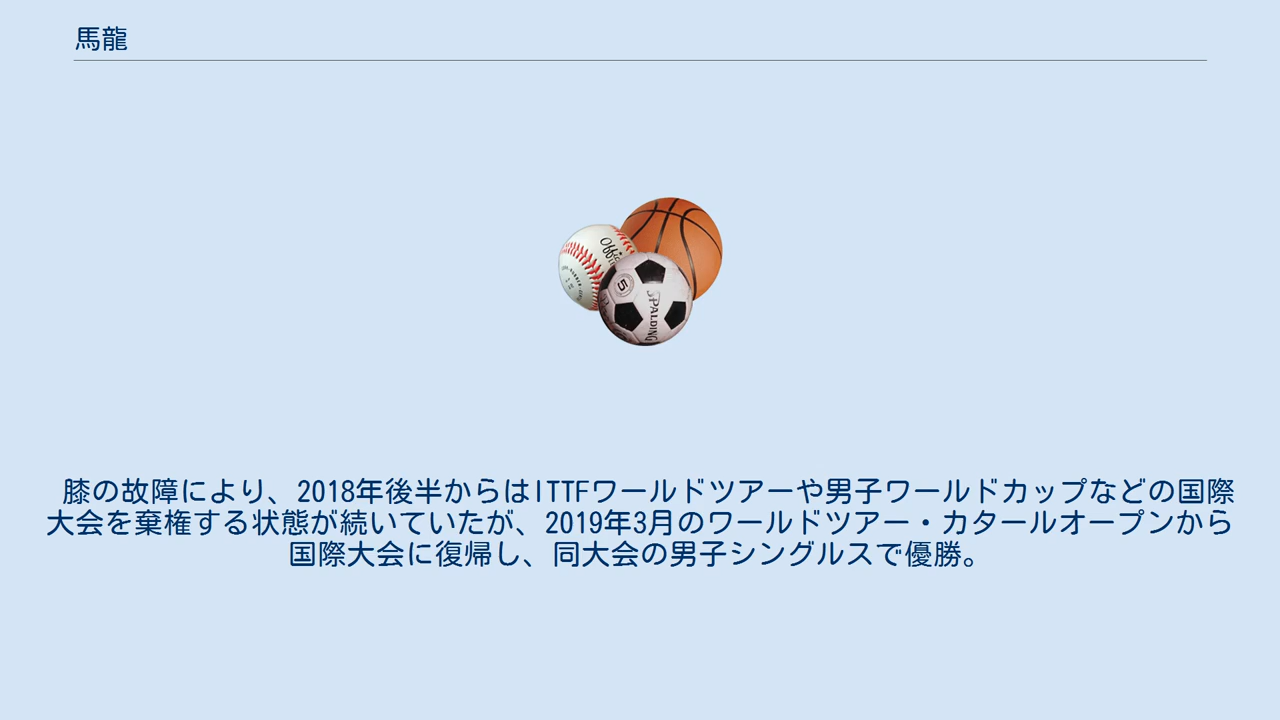 馬龍
Official
5
SPALDING
膝の故障により、2018年後半からはITTFワールドツアーや男子ワールドカップなどの国際
大会を棄権する状態が続いていたが、2019年3月のワールドツアー・カタールオープンから
国際大会に復帰し、同大会の男子シングルスで優勝。